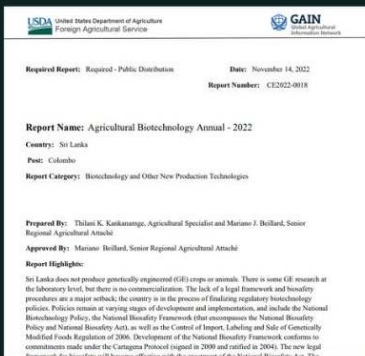 USDA United States Department of Agriculture
Foreign Agricultural Service
GAIN
Global Agricultural
Information Network
Required Report: Required - Public Distribution
Date: November 14, 2022
Report Number: CE2022-0018
Report Name: Agricultural Biotechnology Annual - 2022
Country: Sri Lanka
Post: Colombo
Report Category: Biotechnology and Other New Production Technologies
Prepared By: Thilani K. Kankanamge, Agricultural Specialist and Mariano J. Beillard, Senior
Regional Agricultural Attaché
Approved By: Mariano Beillard, Senior Regional Agricultural Attaché
Report Highlights:
Sri Lanka does not produce genetically engineered (GE) crops or animals. There is some GE research at
the laboratory level, but there is no commercialization. The lack of a legal framework and biosafety
procedures are a major setback; the country is in the process of finalizing regulatory biotechnology
policies. Policies remain at varying stages of development and implementation, and include the National
Biotechnology Policy, the National Biosafety Framework (that encompasses the National Biosafety
Policy and National Biosafety Act), as well as the Control of Import, Labeling and Sale of Genetically
Modified Foods Regulation of 2006. Development of the National Biosafety Framework conforms to
commitments made under the Cartagena Protocol (signed in 2000 and ratified in 2004). The new legal